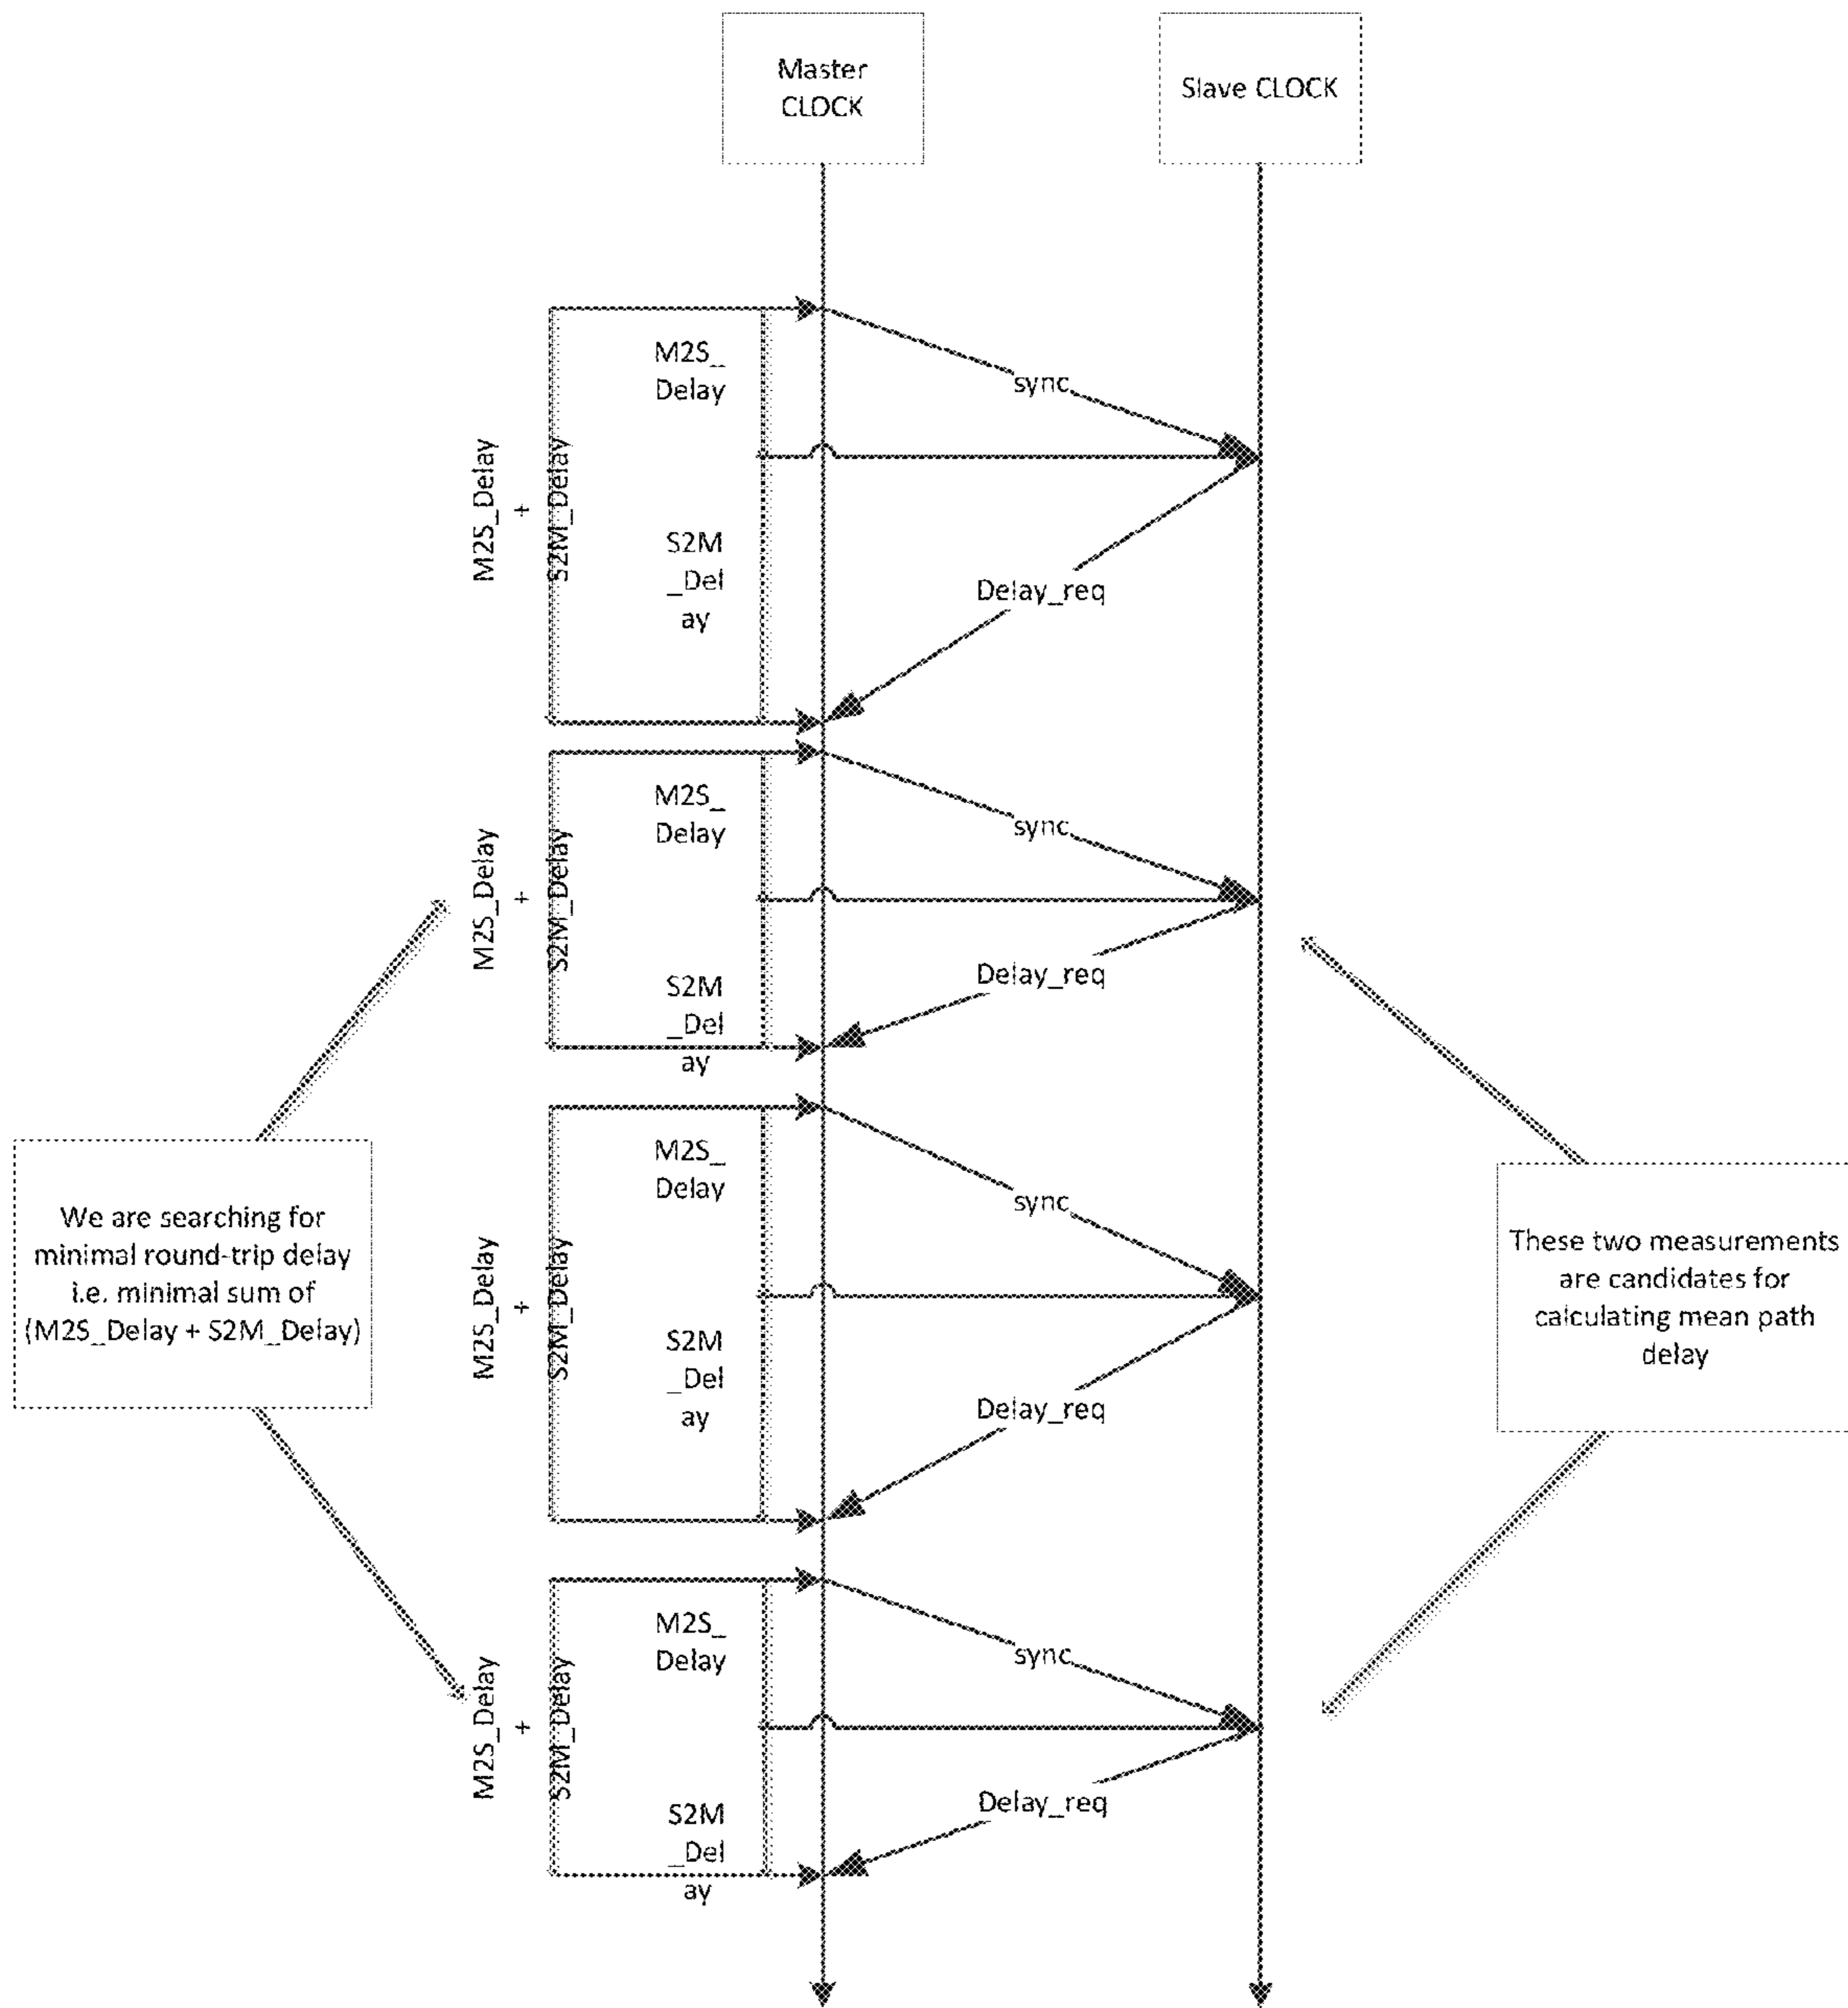 Master
CLOCK
Slave CLOCK
M2S_Delay
+
S2M_Delay
M2S_
Delay
sync
S2M
_Del
ay
Delay_req
M2S_Delay
+
S2M_Delay
M2S_
Delay
sync
S2M
_Del
ay
Delay_req
We are searching for
minimal round-trip delay
i.e. minimal sum of
(M2S_Delay + S2M_Delay)
M2S_Delay
+
S2M_Delay
M2S_
Delay
sync
S2M
_Del
ay
Delay_req
These two measurements
are candidates for
calculating mean path
delay
M2S_Delay
+
S2M_Delay
M2S_
Delay
sync
S2M
_Del
ay
Delay_req